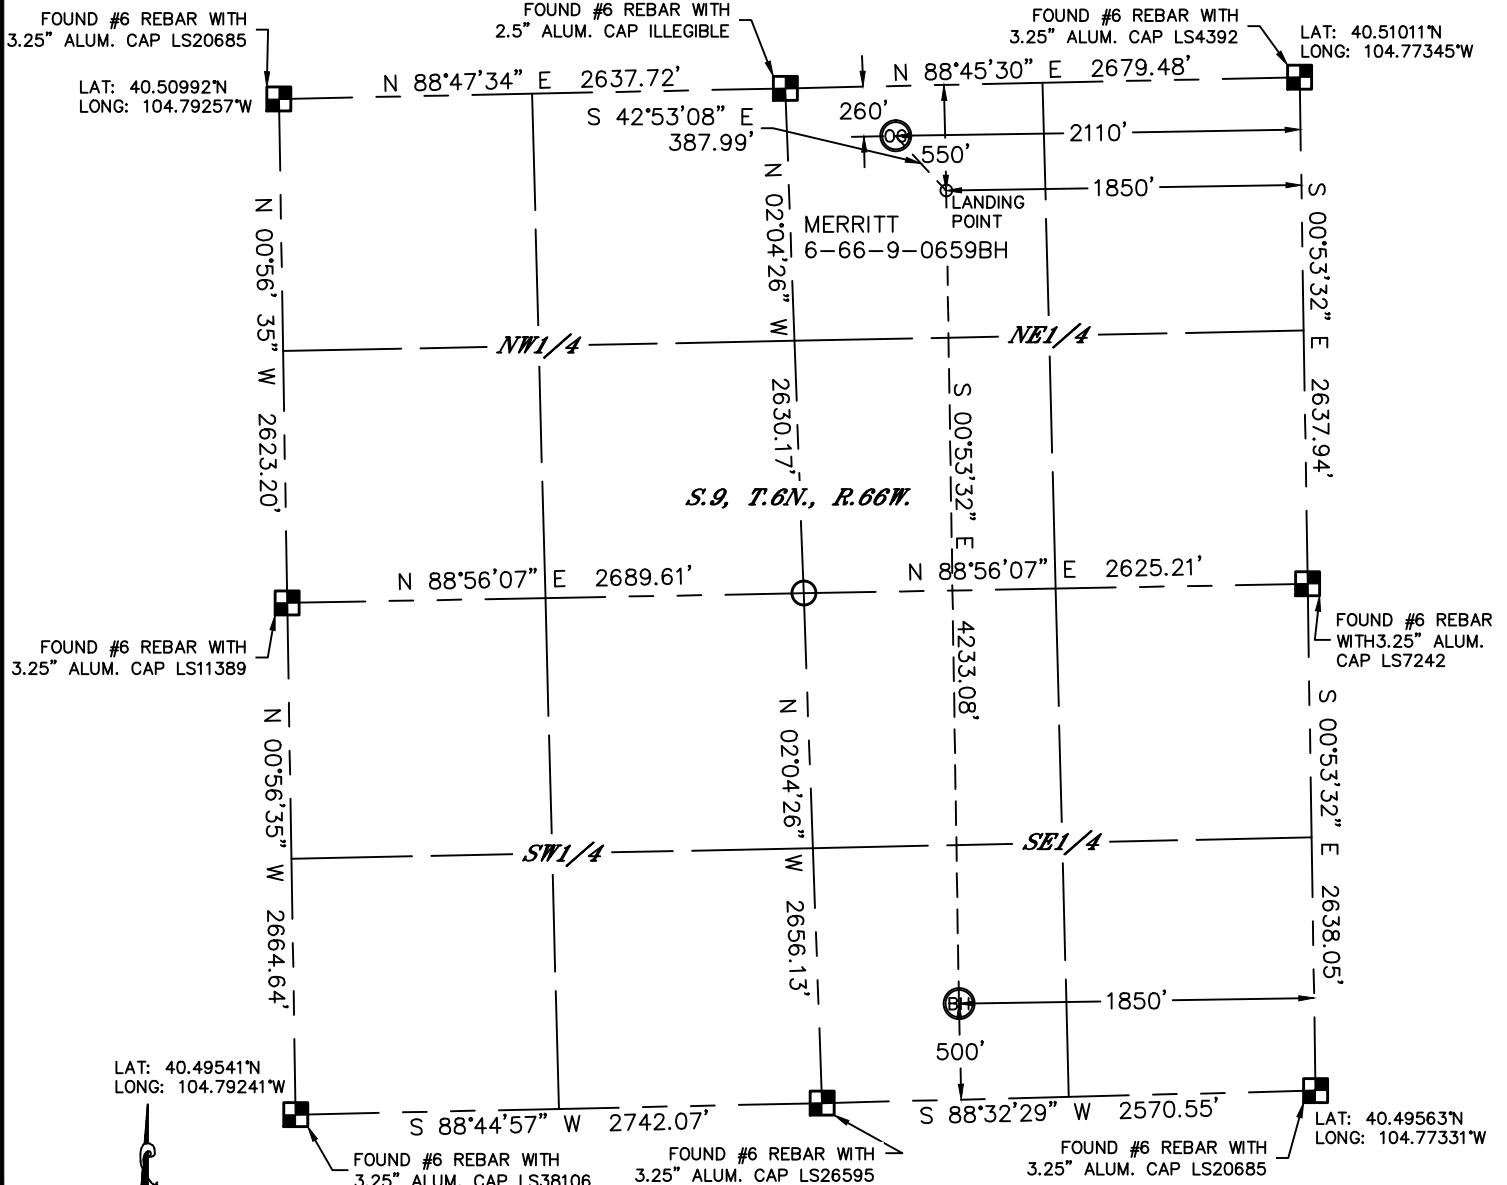 FOUND #6 REBAR WITH
3.25" ALUM. CAP LS20685
FOUND #6 REBAR WITH
2.5" ALUM. CAP ILLEGIBLE
FOUND #6 REBAR WITH
3.25" ALUM. CAP LS4392
LAT: 40.51011°N
LONG: 104.77345°W
LAT: 40.50992°N
LONG: 104.79257°W
N 88°47'34" E 2637.72'
N 88°45'30" E 2679.48'
S 42°53'08" E
387.99'
260'
2110'
550'
1850'
LANDING
POINT
MERRITT
6-66-9-0659BH
N 00°56' 35" W 2623.20'
N 02°04'26" W 2630.17'
S 00°53'32" E 2637.94'
NW1/4
NE1/4
S 00°53'32" E 4233.08'
S.9, T.6N., R.66W.
N 88°56'07" E 2689.61'
N 88°56'07" E 2625.21'
FOUND #6 REBAR WITH
3.25" ALUM. CAP LS11389
FOUND #6 REBAR
WITH3.25" ALUM.
CAP LS7242
N 00°56'35" W 2664.64'
N 02°04'26" W 2656.13'
S 00°53'32" E 2638.05'
SW1/4
SE1/4
BH
1850'
500'
LAT: 40.49541°N
LONG: 104.79241°W
S 88°44'57" W 2742.07'
S 88°32'29" W 2570.55'
LAT: 40.49563°N
LONG: 104.77331°W
FOUND #6 REBAR WITH
3.25" ALUM. CAP LS38106
FOUND #6 REBAR WITH
3.25" ALUM. CAP LS26595
FOUND #6 REBAR WITH
3.25" ALUM. CAP LS20685